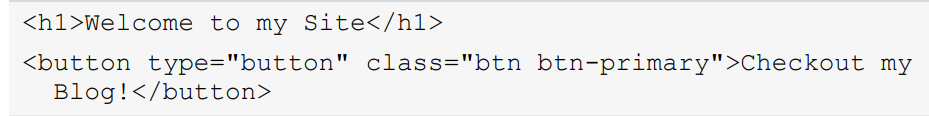 <h1>Welcome to my Site</h1>
<button type="button" class="btn btn-primary">Checkout my
Blog!</button>